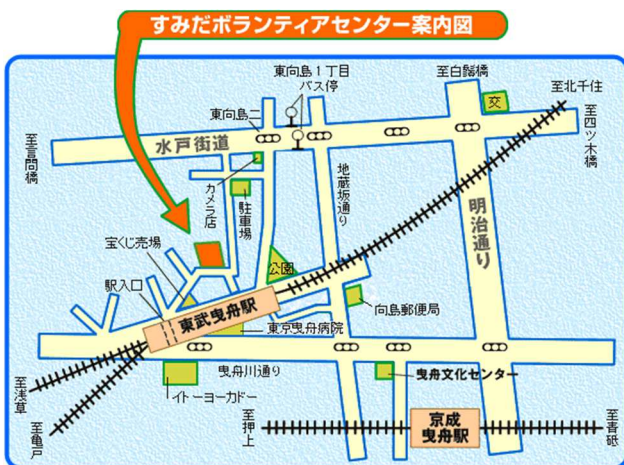 すみだボランティアセンター案内図
東向島1丁目
バス停
至白鬚橋
至北千住
交
東向島二
至四ツ木橋
水戸街道
至言問橋
カメラ店
駐車場
地蔵坂通り
明治通り
宝くじ売場
公園
駅入口
東武曳舟駅
向島郵便局
東京曳舟病院
曳舟川通り
曳舟文化センター
至浅草
イトーヨーカドー
至亀戸
至押上
京成
曳舟駅
至青砥